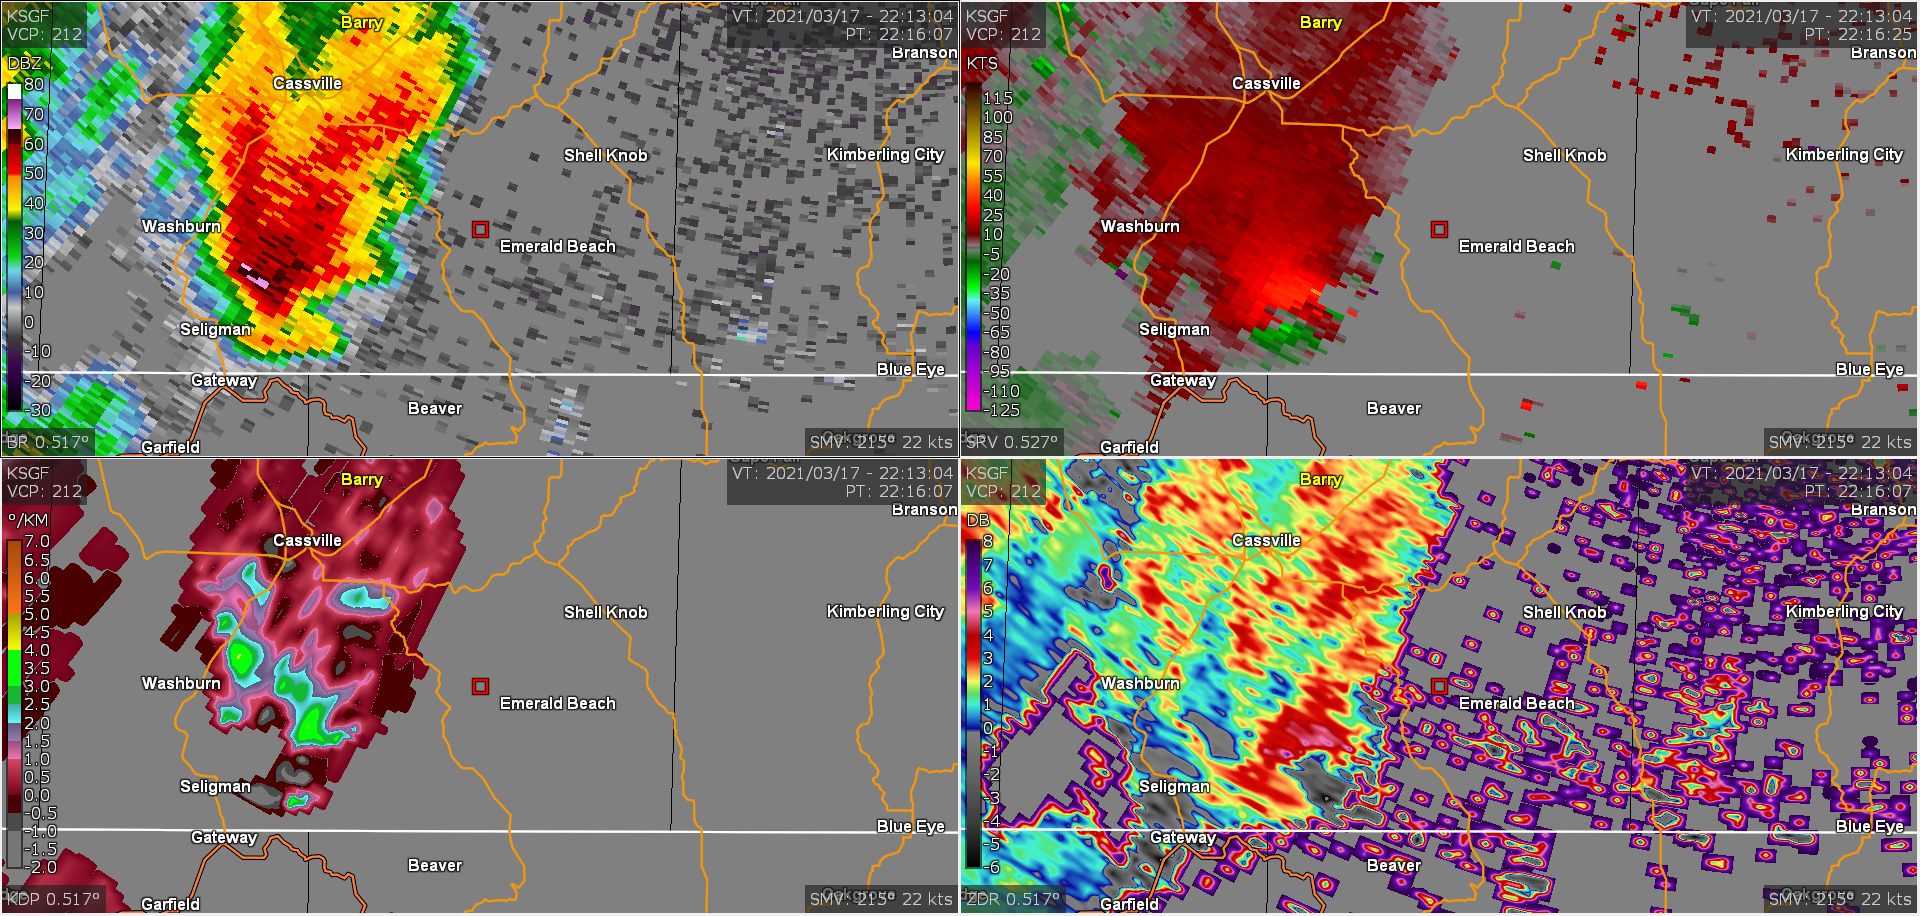 KSGF
VCP: 212
VT: 2021/03/17 - 22:13:04
PT: 22:16:07
DBZ
80
70
60
50
40
30
20
10
0
-10
-20
-30
Barry
Branson
Cassville
Shell Knob
Kimberling City
Washburn
Emerald Beach
Seligman
Gateway
Blue Eye
Beaver
Garfield
Oakgrove
BR 0.517°
SMV: 215° 22 kts
KSGF
VCP: 212
VT: 2021/03/17 - 22:13:04
PT: 22:16:25
KTS
115
100
85
70
55
40
25
10
-5
-20
-35
-50
-65
-80
-95
-110
-125
Barry
Branson
Cassville
Shell Knob
Kimberling City
Washburn
Emerald Beach
Seligman
Gateway
Blue Eye
Beaver
Garfield
Oakgrove
SRV 0.527°
SMV: 215° 22 kts
KSGF
VCP: 212
VT: 2021/03/17 - 22:13:04
PT: 22:16:07
°/KM
7.0
6.5
6.0
5.5
5.0
4.5
4.0
3.5
3.0
2.5
2.0
1.5
1.0
0.5
0.0
-0.5
-1.0
-1.5
-2.0
Barry
Branson
Cassville
Shell Knob
Kimberling City
Washburn
Emerald Beach
Seligman
Gateway
Blue Eye
Beaver
Garfield
Oakgrove
KDP 0.517°
SMV: 215° 22 kts
KSGF
VCP: 212
VT: 2021/03/17 - 22:13:04
PT: 22:16:07
DB
8
7
6
5
4
3
2
1
0
-1
-2
-3
-4
-5
-6
Barry
Branson
Cassville
Shell Knob
Kimberling City
Washburn
Emerald Beach
Seligman
Gateway
Blue Eye
Beaver
Garfield
Oakgrove
ZDR 0.517°
SMV: 215° 22 kts